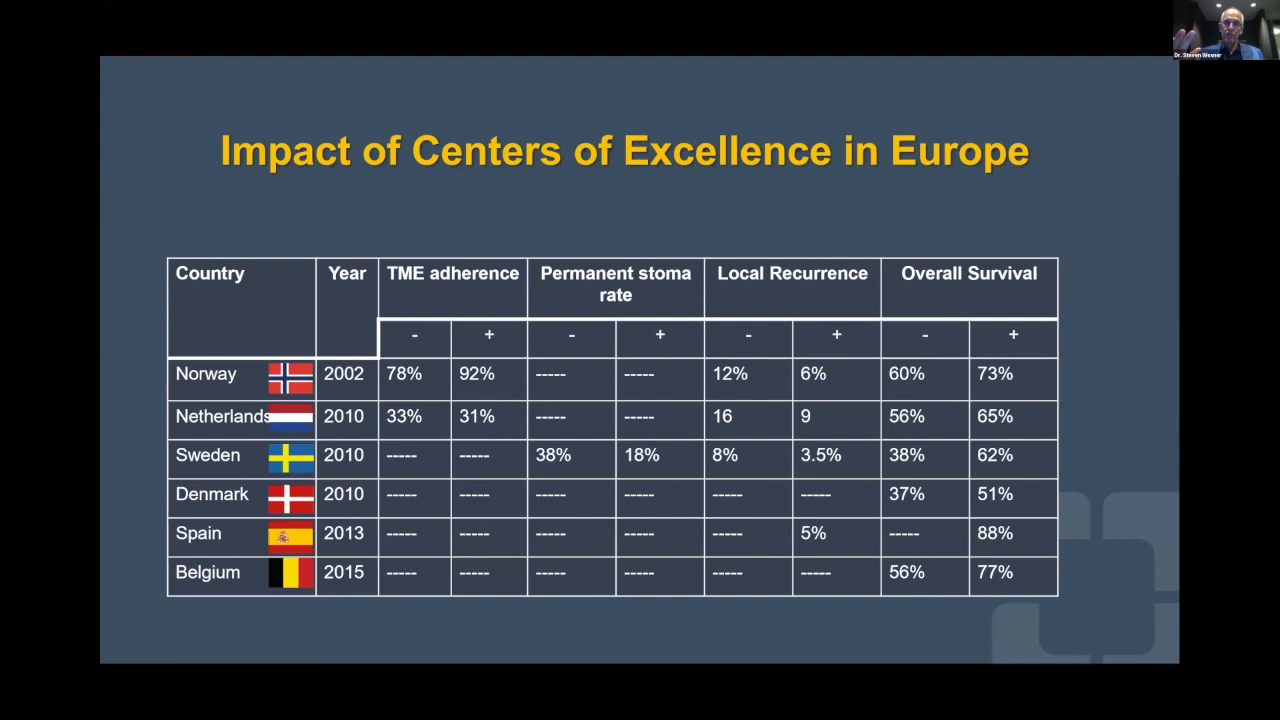 Dr. Steven Wexner
Impact of Centers of Excellence in Europe
Country Year TME adherence Permanent stoma rate Local Recurrence Overall Survival
- + - + - + - +
Norway 2002 78% 92% ----- ----- 12% 6% 60% 73%
Netherlands 2010 33% 31% ----- ----- 16 9 56% 65%
Sweden 2010 ----- ----- 38% 18% 8% 3.5% 38% 62%
Denmark 2010 ----- ----- ----- ----- ----- ----- 37% 51%
Spain 2013 ----- ----- ----- ----- ----- 5% ----- 88%
Belgium 2015 ----- ----- ----- ----- ----- ----- 56% 77%